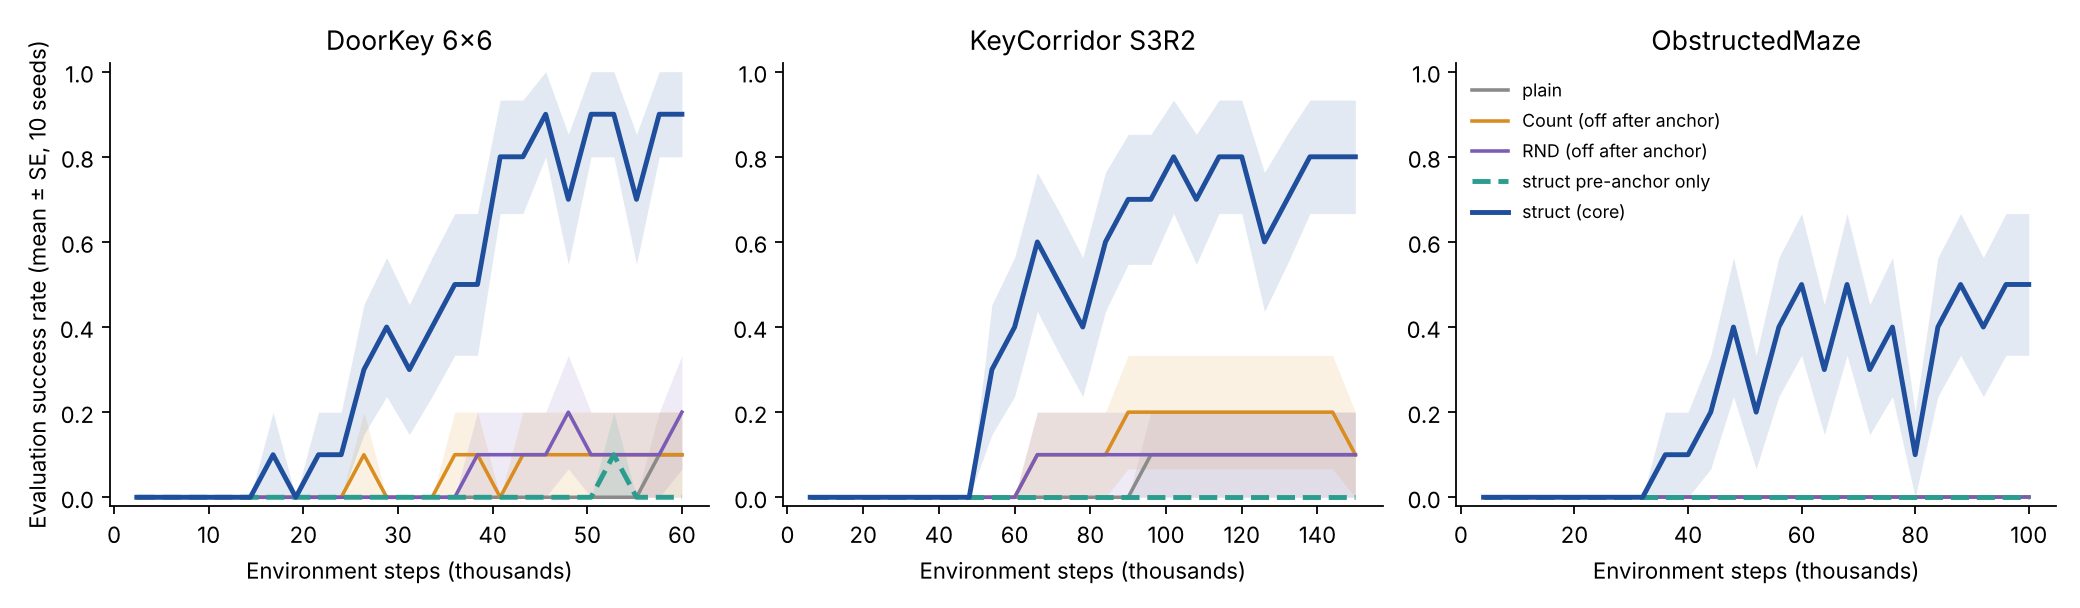 DoorKey 6×6
KeyCorridor S3R2
ObstructedMaze
Evaluation success rate (mean ± SE, 10 seeds)
1.0
0.8
0.6
0.4
0.2
0.0
0 10 20 30 40 50 60
Environment steps (thousands)
1.0
0.8
0.6
0.4
0.2
0.0
0 20 40 60 80 100 120 140
Environment steps (thousands)
1.0
0.8
0.6
0.4
0.2
0.0
plain
Count (off after anchor)
RND (off after anchor)
struct pre-anchor only
struct (core)
0 20 40 60 80 100
Environment steps (thousands)